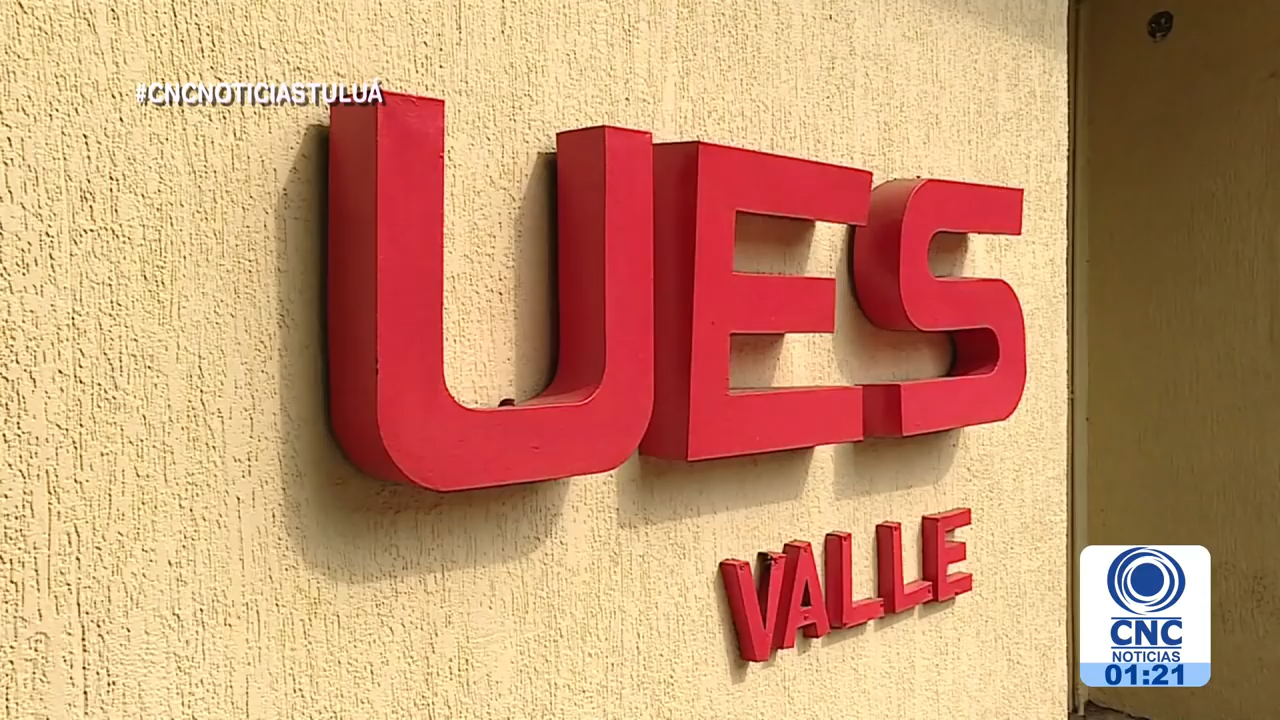 #CNCNOTICIASTULUÁ
UES
VALLE
CNC
NOTICIAS
01:21